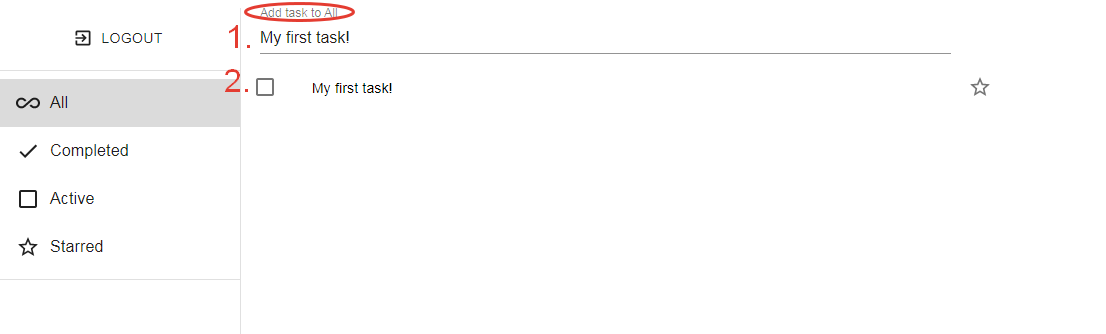 LOGOUT
All
Completed
Active
Starred
Add task to All
1. My first task!
2. My first task!